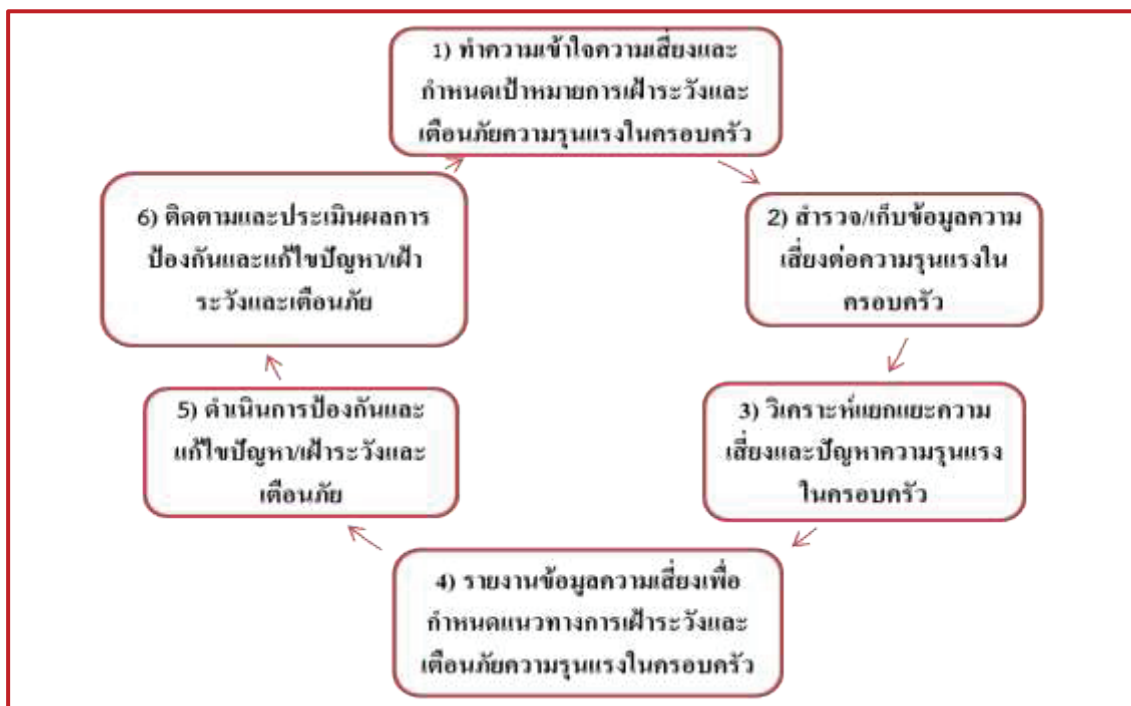 1) ทำความเข้าใจความเสี่ยงและ
กำหนดเป้าหมายการเฝ้าระวังและ
เตือนภัยความรุนแรงในครอบครัว
2) สำรวจ/เก็บข้อมูลความ
เสี่ยงต่อความรุนแรงใน
ครอบครัว
3) วิเคราะห์แยกแยะความ
เสี่ยงและปัญหาความรุนแรง
ในครอบครัว
4) รายงานข้อมูลความเสี่ยงเพื่อ
กำหนดแนวทางการเฝ้าระวังและ
เตือนภัยความรุนแรงในครอบครัว
5) ดำเนินการป้องกันและ
แก้ไขปัญหา/เฝ้าระวังและ
เตือนภัย
6) ติดตามและประเมินผลการ
ป้องกันและแก้ไขปัญหา/เฝ้า
ระวังและเตือนภัย